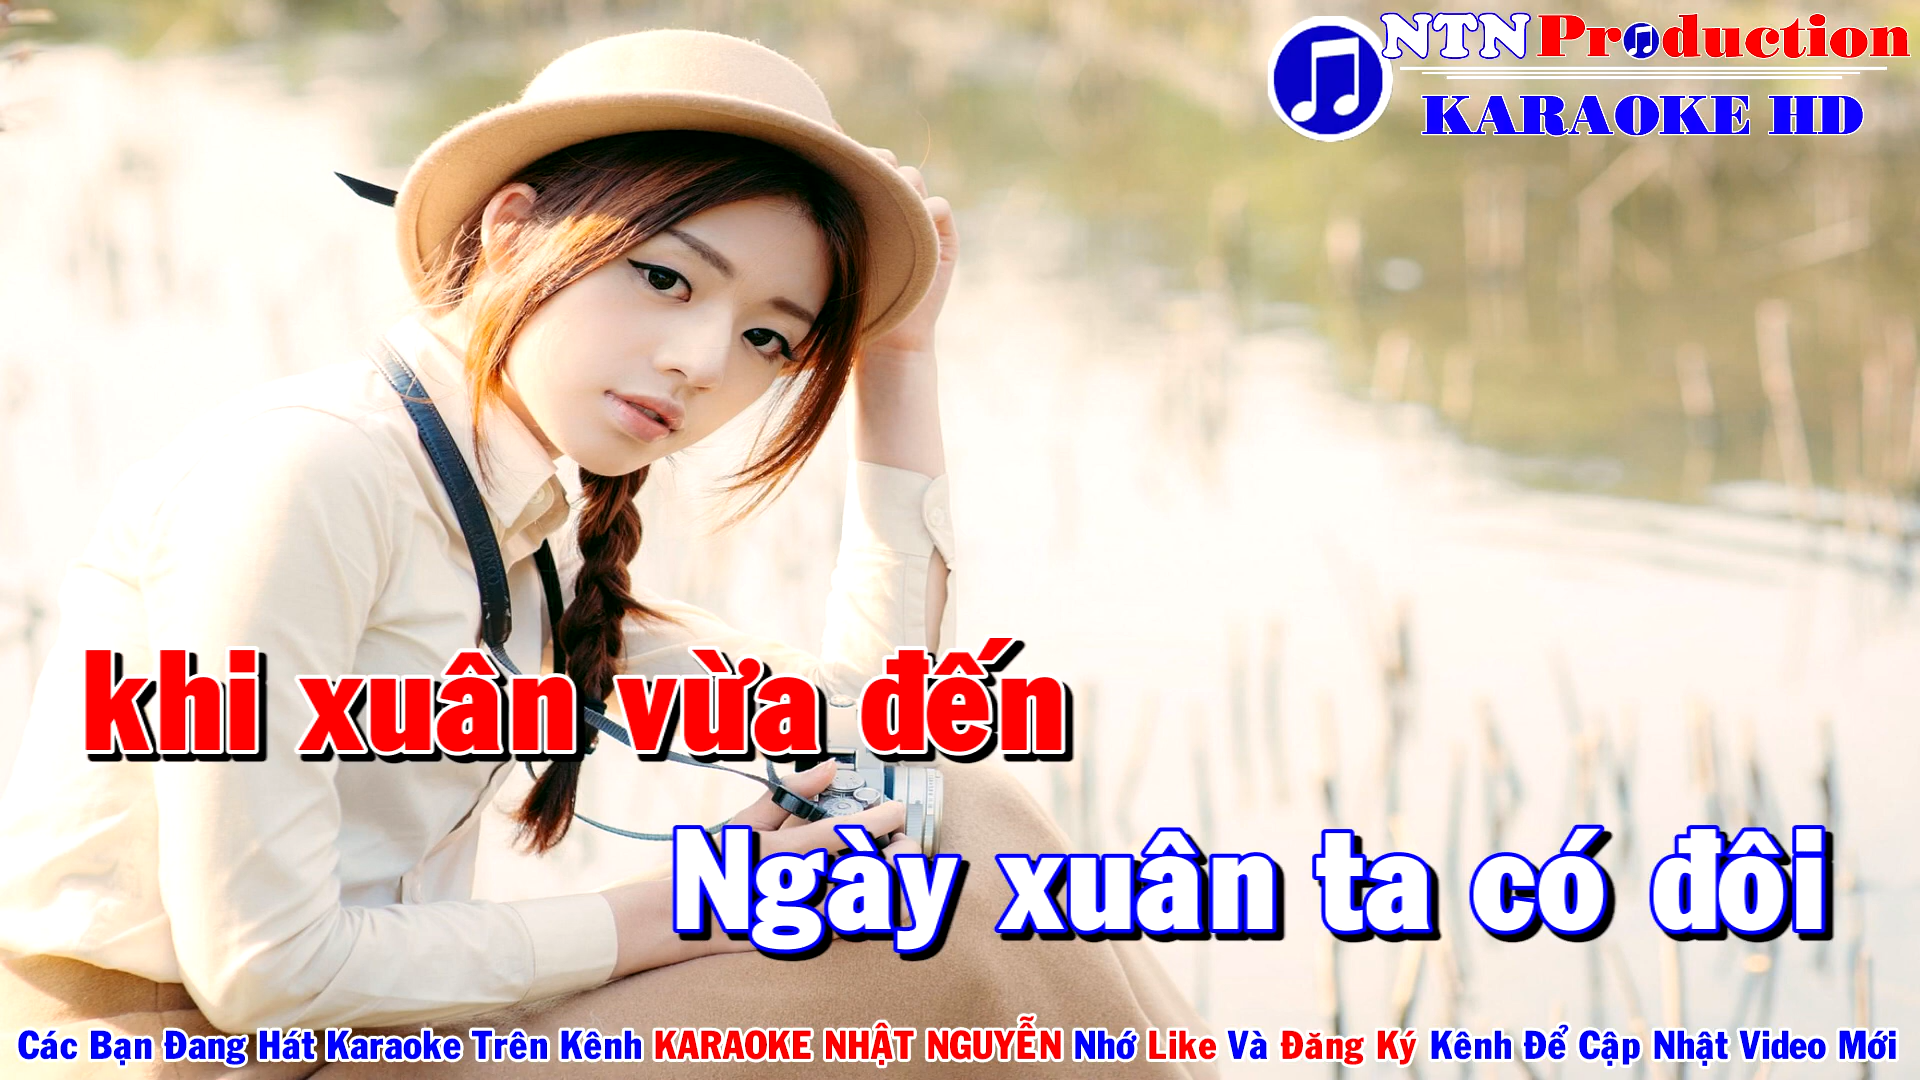 NTN Production
KARAOKE HD
khi xuân vừa đến
Ngày xuân ta có đôi
Các Bạn Đang Hát Karaoke Trên Kênh KARAOKE NHẬT NGUYỄN Nhớ Like Và Đăng Ký Kênh Để Cập Nhật Video Mới